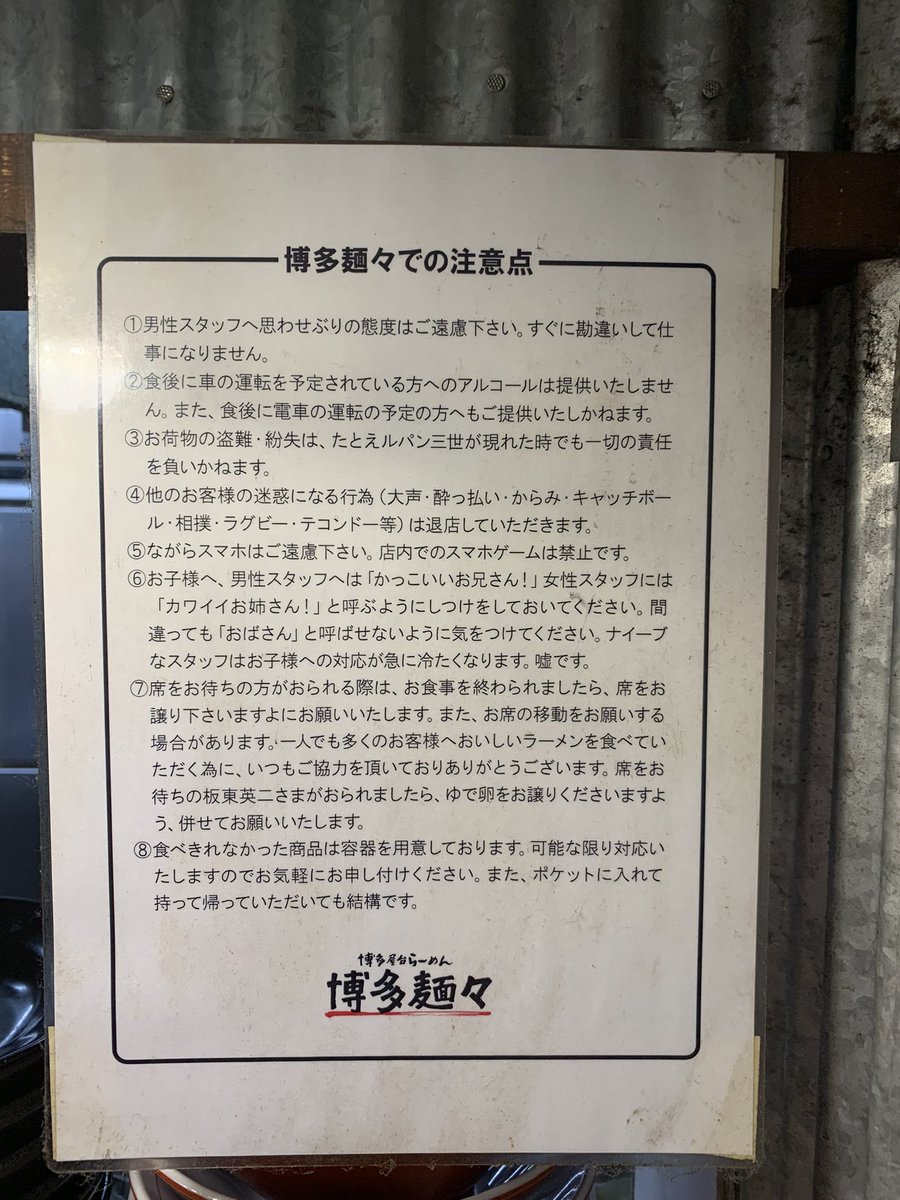 博多麺々での注意点
①男性スタッフへ思わせぶりの態度はご遠慮下さい。すぐに勘違いして仕
事になりません。
②食後に車の運転を予定されている方へのアルコールは提供いたしませ
ん。また、食後に電車の運転の予定の方へもご提供いたしかねます。
③お荷物の盗難・紛失は、たとえルパン三世が現れた時でも一切の責任
を負いかねます。
④他のお客様の迷惑になる行為（大声・酔っ払い・からみ・キャッチボー
ル・相撲・ラグビー・テコンドー等）は退店していただきます。
⑤ながらスマホはご遠慮下さい。店内でのスマホゲームは禁止です。
⑥お子様へ、男性スタッフへは「かっこいいお兄さん！」女性スタッフには
「カワイイお姉さん！」と呼ぶようにしつけをしておいてください。間
違っても「おばさん」と呼ばせないように気をつけてください。ナイーブ
なスタッフはお子様への対応が急に冷たくなります。嘘です。
⑦席をお待ちの方がおられる際は、お食事を終わられましたら、席をお
譲り下さいますよにお願いいたします。また、お席の移動をお願いする
場合があります。一人でも多くのお客様へおいしいラーメンを食べてい
ただく為に、いつもご協力を頂いておりありがとうございます。席をお
待ちの板東英二さまがおられましたら、ゆで卵をお譲りくださいますよ
う、併せてお願いいたします。
⑧食べきれなかった商品は容器を用意しております。可能な限り対応い
たしますのでお気軽にお申し付けください。また、ポケットに入れて
持って帰っていただいても結構です。
博多屋台らーめん
博多麺々